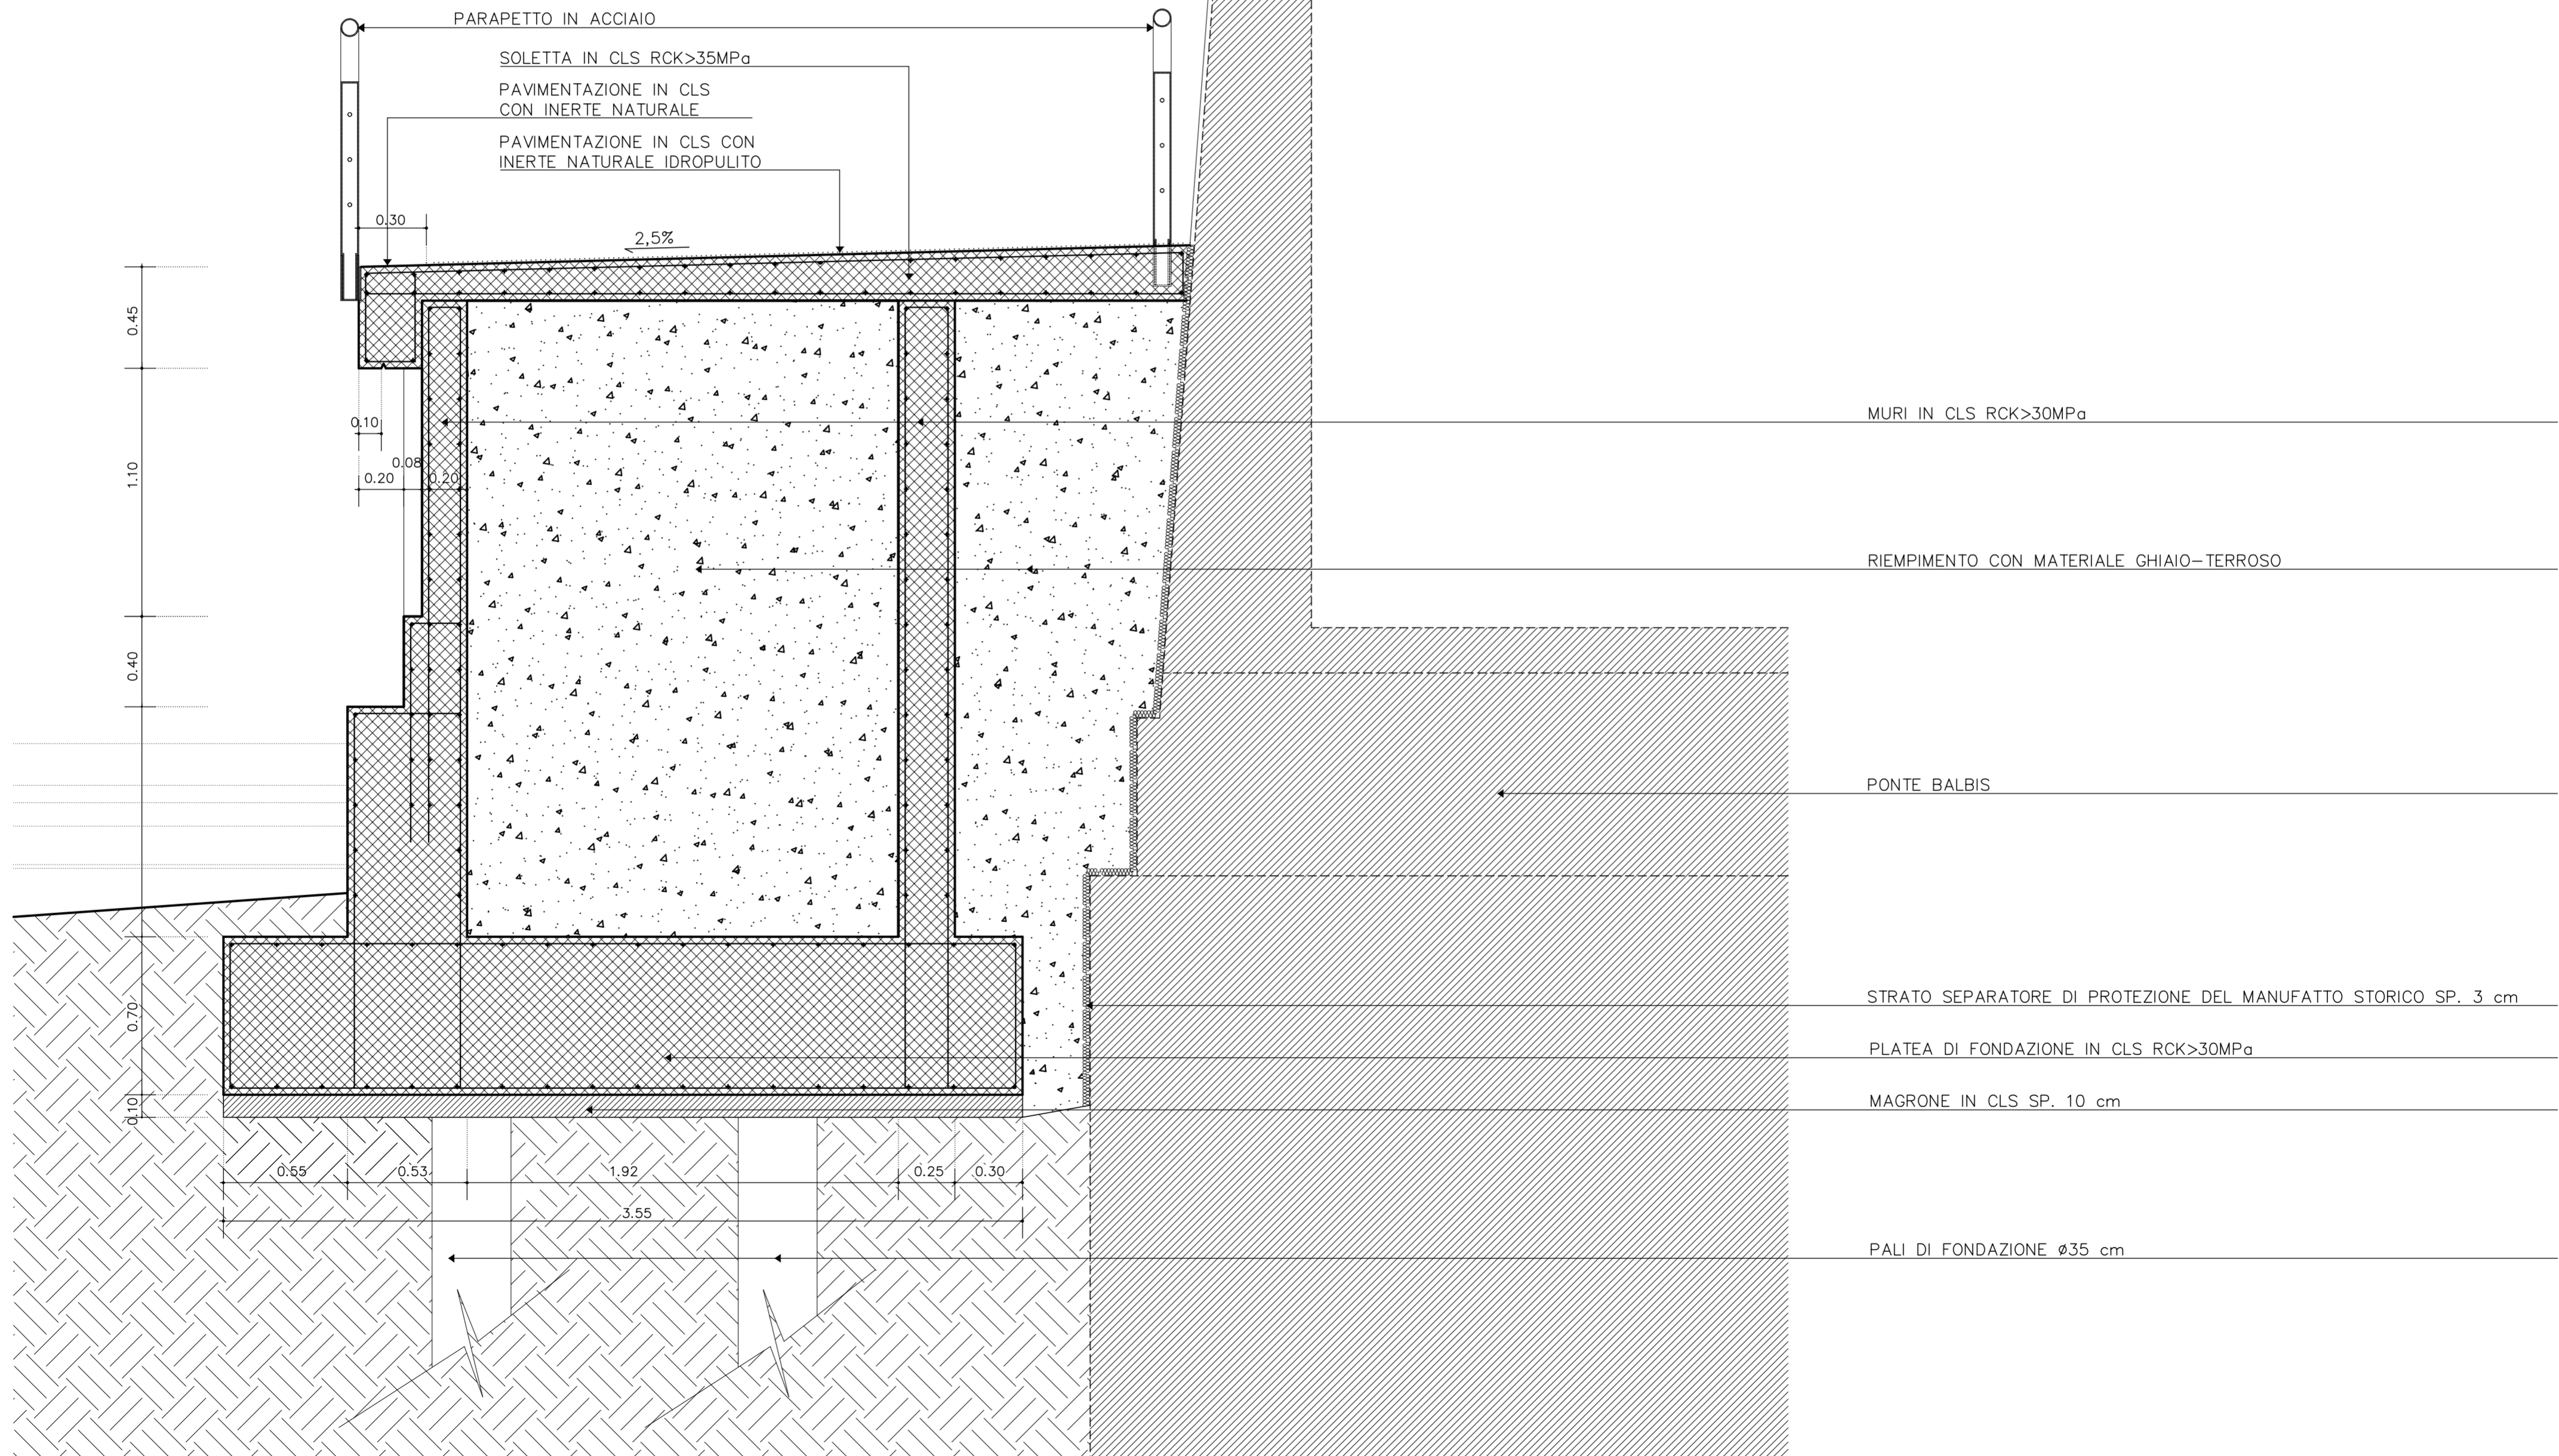 PARAPETTO IN ACCIAIO
SOLETTA IN CLS RCK>35MPa
PAVIMENTAZIONE IN CLS
CON INERTE NATURALE
PAVIMENTAZIONE IN CLS CON
INERTE NATURALE IDROPULITO
0.30
2,5%
0.45
MURI IN CLS RCK>30MPa
0.10
0.08
0.20
0.20
1.10
RIEMPIMENTO CON MATERIALE GHIAIO-TERROSO
0.40
PONTE BALBIS
STRATO SEPARATORE DI PROTEZIONE DEL MANUFATTO STORICO SP. 3 cm
0.70
PLATEA DI FONDAZIONE IN CLS RCK>30MPa
MAGRONE IN CLS SP. 10 cm
0.10
0.55
0.53
1.92
0.25
0.30
3.55
PALI DI FONDAZIONE ø35 cm